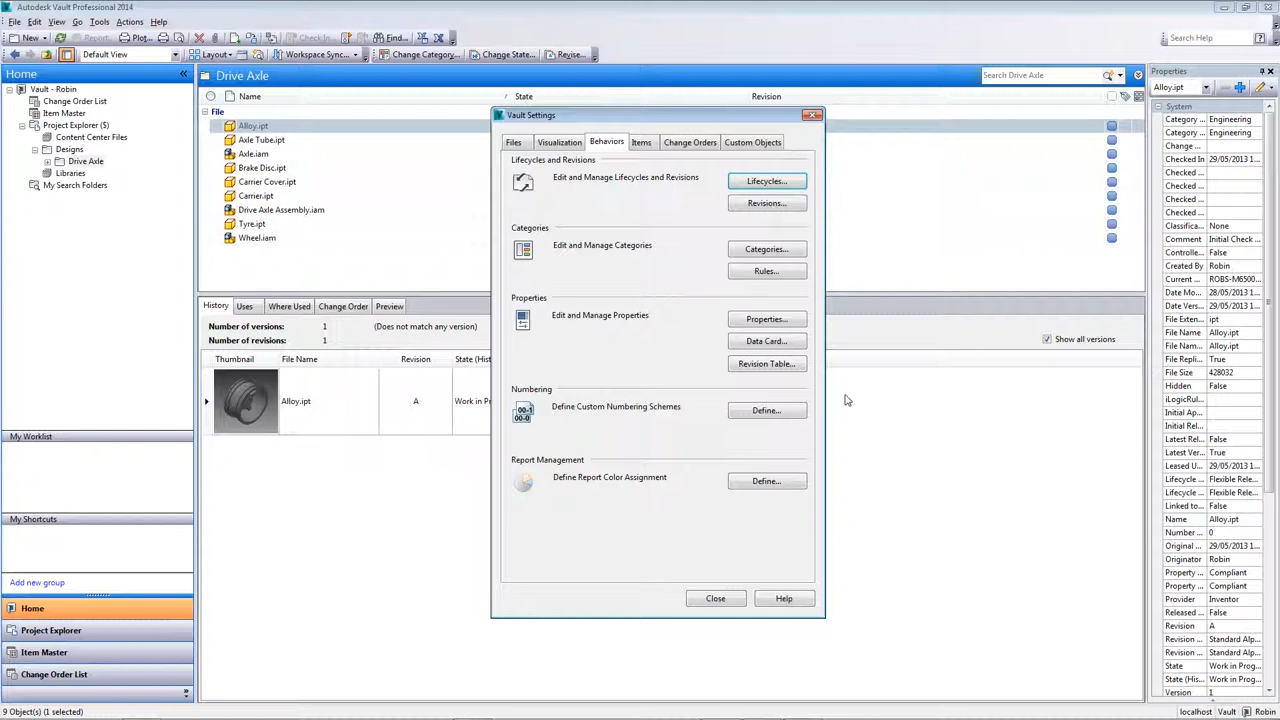 Autodesk Vault Professional 2014
File Edit View Go Tools Actions Help
New Report... Plot... Check In... Find...
Search Help
Default View Layout Workspace Sync... Change Category... Change State... Revise...
Home
Vault - Robin
Change Order List
Item Master
Project Explorer ($)
Content Center Files
Designs
Drive Axle
Libraries
My Search Folders
My Worklist
My Shortcuts
Add new group
Home
Project Explorer
Item Master
Change Order List
Drive Axle
Search Drive Axle
Name State Revision
File
Alloy.ipt
Axle Tube.ipt
Axle.iam
Brake Disc.ipt
Carrier Cover.ipt
Carrier.ipt
Drive Axle Assembly.iam
Tyre.ipt
Wheel.iam
History Uses Where Used Change Order Preview
Number of versions: 1 (Does not match any version)
Number of revisions: 1
Show all versions
Thumbnail File Name Revision State (Hist
Alloy.ipt A Work in Pr
Vault Settings
Files Visualization Behaviors Items Change Orders Custom Objects
Lifecycles and Revisions
Edit and Manage Lifecycles and Revisions
Lifecycles...
Revisions...
Categories
Edit and Manage Categories
Categories...
Rules...
Properties
Edit and Manage Properties
Properties...
Data Card...
Revision Table...
Numbering
Define Custom Numbering Schemes
Define...
Report Management
Define Report Color Assignment
Define...
Close Help
Properties
Alloy.ipt
System
Category ... Engineering
Category ... Engineering
Change ...
Checked In 29/05/2013 1...
Checked ...
Checked ...
Checked ...
Checked ...
Classifica... None
Comment Initial Check ...
Controlle... False
Created By Robin
Current ... ROBS-M6500
Date Mo... 28/05/2013 1...
Date Vers... 29/05/2013 1...
File Exten... ipt
File Name Alloy.ipt
File Nam... Alloy.ipt
File Repli... True
File Size 428032
Hidden False
iLogicRul...
Initial Ap...
Initial Rel...
Latest Rel... False
Latest Ver... True
Leased U... 29/05/2013 1...
Lifecycle ... Flexible Rele...
Lifecycle ... Flexible Rele...
Linked to... False
Name Alloy.ipt
Number ... 0
Original ... 29/05/2013 1...
Originator Robin
Property ... Compliant
Property ... Compliant
Provider Inventor
Released ... False
Revision A
Revision ... Standard Alp...
Revision ... Standard Alp...
State Work in Prog...
State (His... Work in Prog...
Version 1
9 Object(s) (1 selected)
localhost Vault Robin